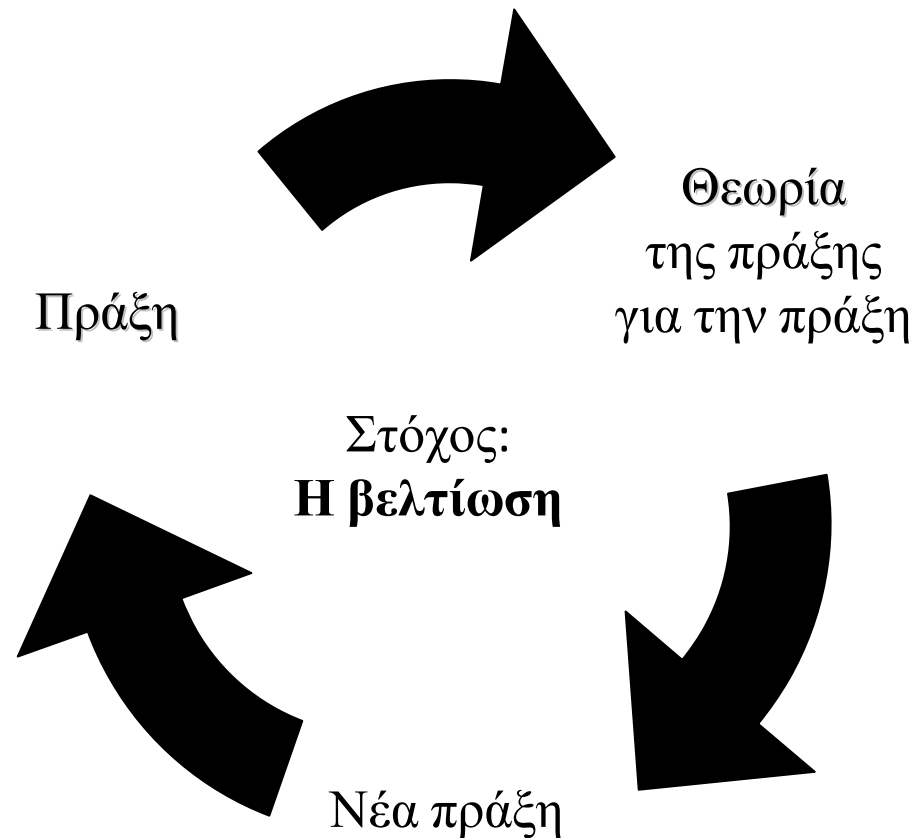 Θεωρία
της πράξης
για την πράξη
Πράξη
Στόχος:
Η βελτίωση
Νέα πράξη